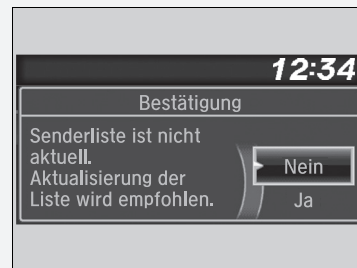 12:34
Bestätigung
Senderliste ist nicht
aktuell.
Aktualisierung der
Liste wird empfohlen.
Nein
Ja